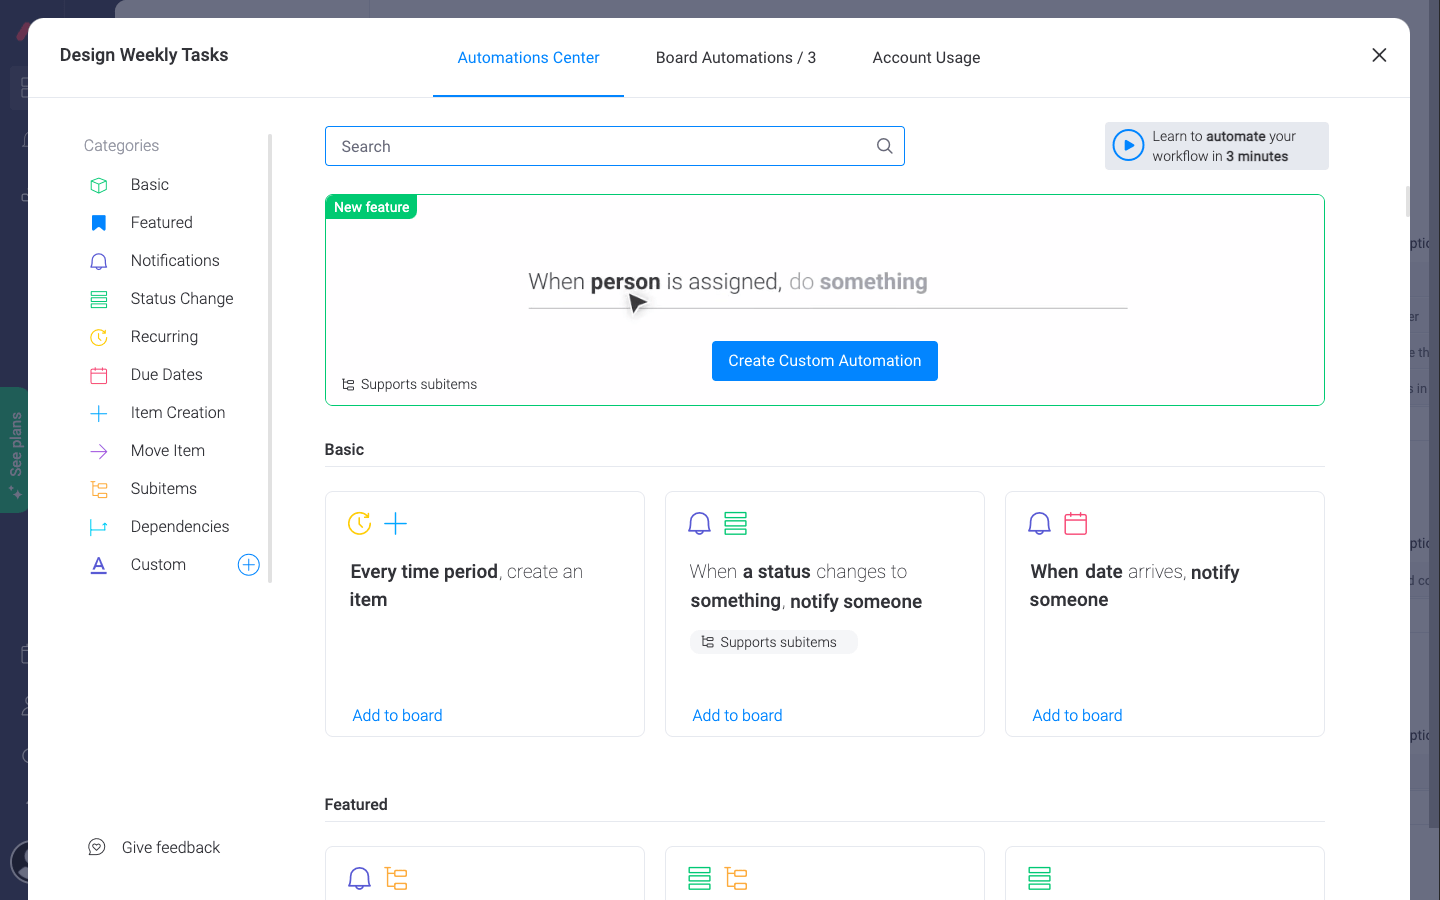 Design Weekly Tasks
Automations Center
Board Automations / 3
Account Usage
Categories
Basic
Featured
Notifications
Status Change
Recurring
Due Dates
Item Creation
Move Item
Subitems
Dependencies
Custom
Give feedback
See plans
Search
Learn to automate your
workflow in 3 minutes
New feature
When person is assigned, do something
Create Custom Automation
Supports subitems
Basic
Every time period, create an
item
Add to board
When a status changes to
something, notify someone
Supports subitems
Add to board
When date arrives, notify
someone
Add to board
Featured